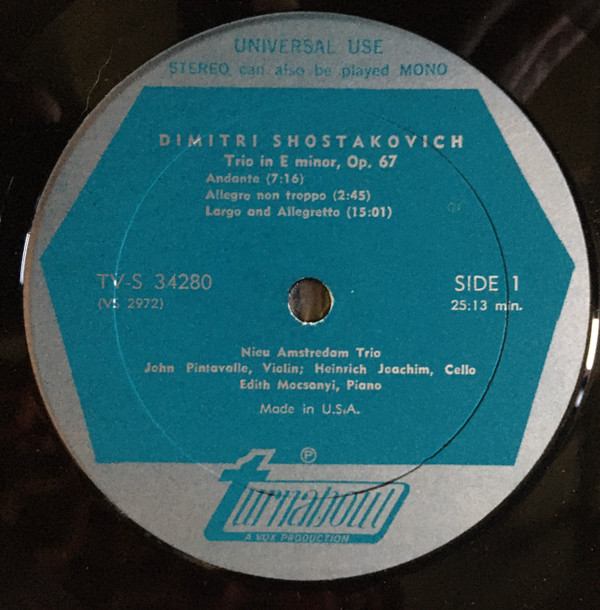 UNIVERSAL USE
STEREO can also be played MONO
DIMITRI SHOSTAKOVICH
Trio in E minor, Op. 67
Andante (7:16)
Allegro non troppo (2:45)
Largo and Allegretto (15:01)
TV-S 34280
(VS 2972)
SIDE 1
25:13 min.
Nieu Amstredam Trio
John Pintavalle, Violin; Heinrich Joachim, Cello
Edith Mocsanyi, Piano
Made in U.S.A.
℗
turnabout
A VOX PRODUCTION